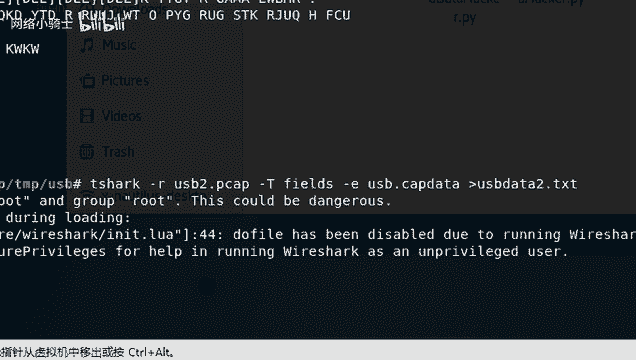 QKD YTD R RUUJ WT O PYG RUG STK RJUQ H FCU
网络小骑士 bilibili
r.py
KWKW
Music
Pictures
Videos
Trash
p/tmp/usb# tshark -r usb2.pcap -T fields -e usb.capdata >usbdata2.txt
oot" and group "root". This could be dangerous.
during loading:
re/wireshark/init.lua"]:44: dofile has been disabled due to running Wireshar
urePrivileges for help in running Wireshark as an unprivileged user.
指针从虚拟机中移出或按 Ctrl+Alt。